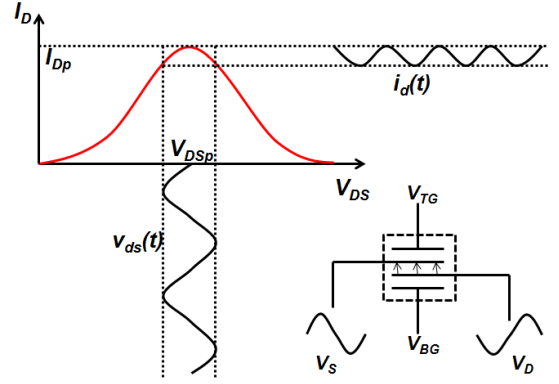 I_D
I_Dp
i_d(t)
V_DSp
V_DS
v_ds(t)
V_TG
V_S
V_BG
V_D